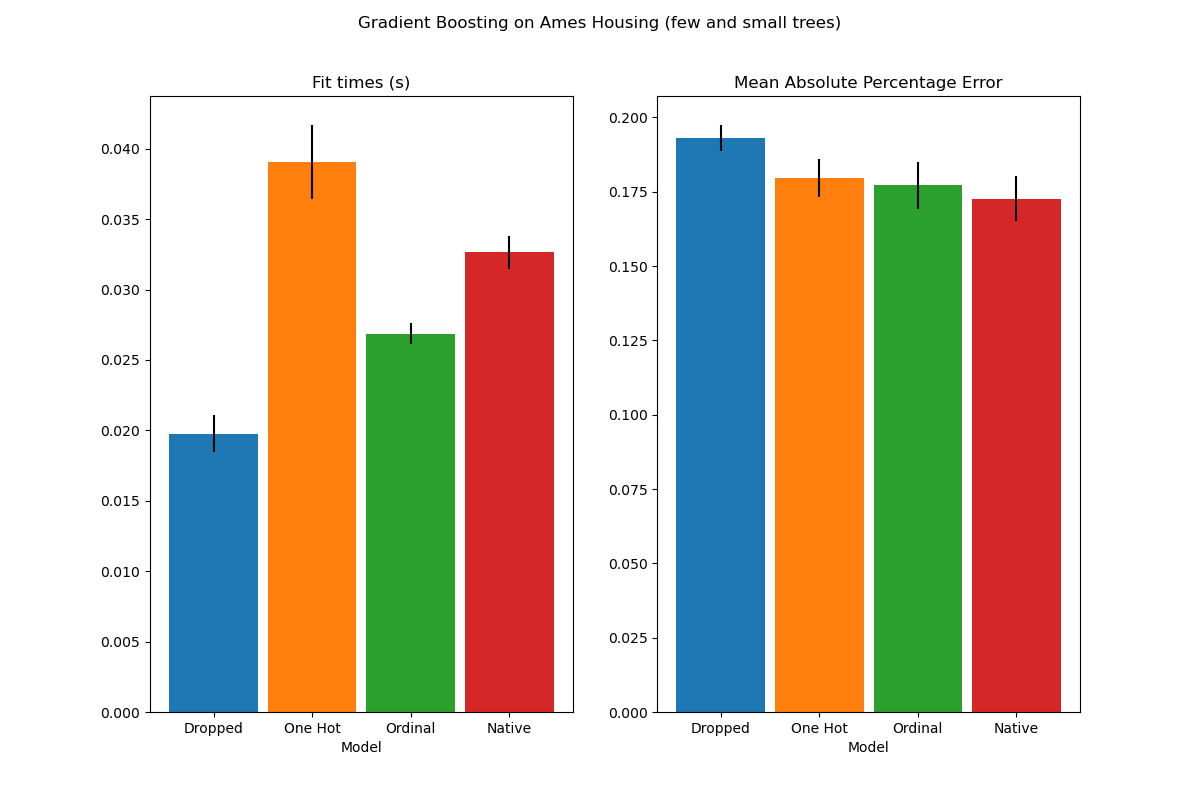 Gradient Boosting on Ames Housing (few and small trees)
Fit times (s)
0.040
0.035
0.030
0.025
0.020
0.015
0.010
0.005
0.000
Dropped One Hot Ordinal Native
Model
Mean Absolute Percentage Error
0.200
0.175
0.150
0.125
0.100
0.075
0.050
0.025
0.000
Dropped One Hot Ordinal Native
Model